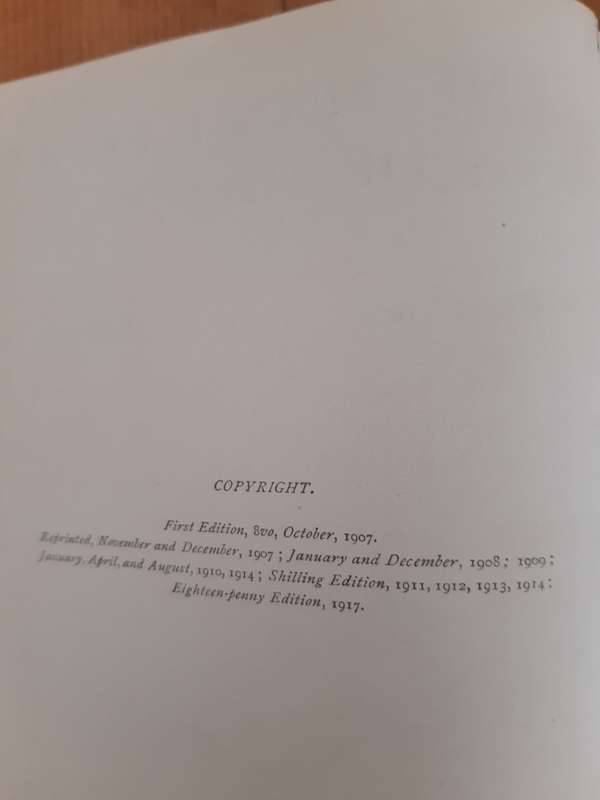 COPYRIGHT.
First Edition, 8vo, October, 1907.
Reprinted, November and December, 1907; January and December, 1908; 1909;
January, April, and August, 1910, 1914; Shilling Edition, 1911, 1912, 1913, 1914;
Eighteen-penny Edition, 1917.